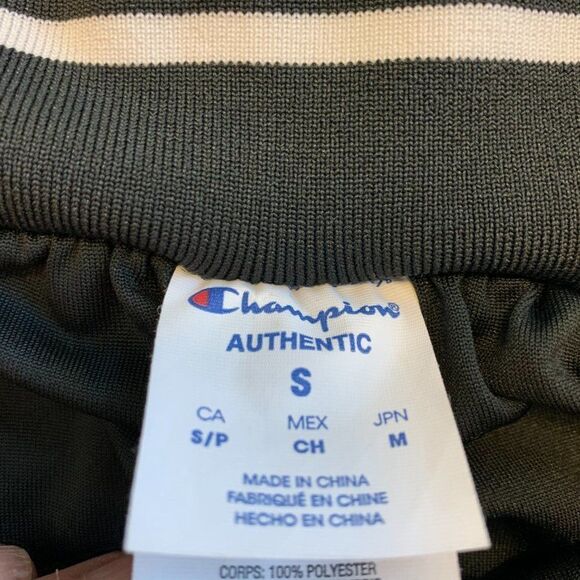 Champion®
AUTHENTIC
S
CA MEX JPN
S/P CH M
MADE IN CHINA
FABRIQUÉ EN CHINE
HECHO EN CHINA
CORPS: 100% POLYESTER